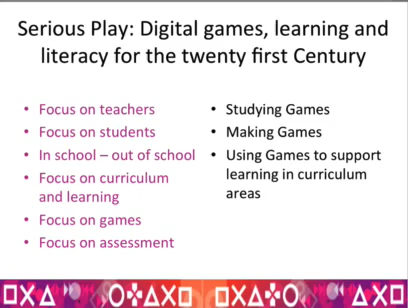 Serious Play: Digital games, learning and
literacy for the twenty first Century
• Focus on teachers
• Focus on students
• In school – out of school
• Focus on curriculum
and learning
• Focus on games
• Focus on assessment
• Studying Games
• Making Games
• Using Games to support
learning in curriculum
areas